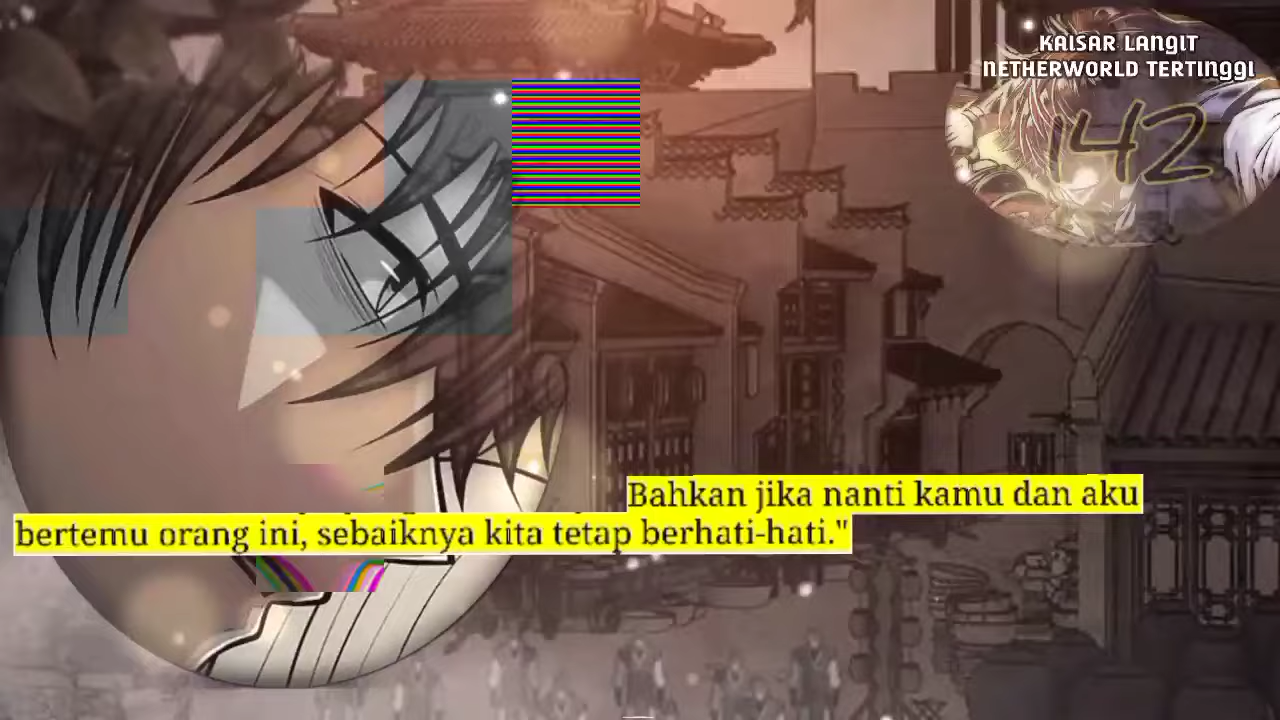 KAISAR LANGIT
NETHERWORLD TERTINGGI
142
Bahkan jika nanti kamu dan aku
bertemu orang ini, sebaiknya kita tetap berhati-hati."